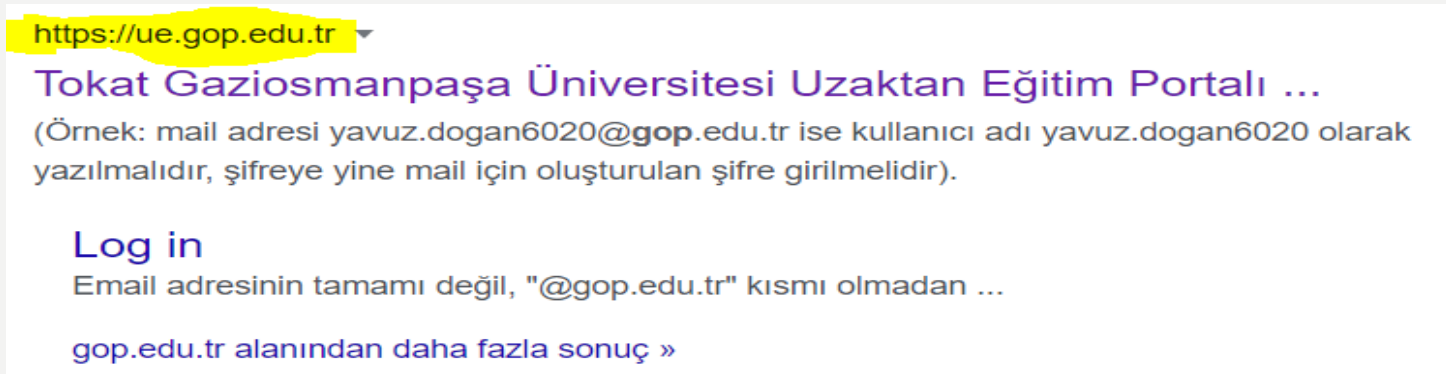 https://ue.gop.edu.tr
Tokat Gaziosmanpaşa Üniversitesi Uzaktan Eğitim Portalı ...
(Örnek: mail adresi yavuz.dogan6020@gop.edu.tr ise kullanıcı adı yavuz.dogan6020 olarak
yazılmalıdır, şifreye yine mail için oluşturulan şifre girilmelidir).
Log in
Email adresinin tamamı değil, "@gop.edu.tr" kısmı olmadan ...
gop.edu.tr alanından daha fazla sonuç »